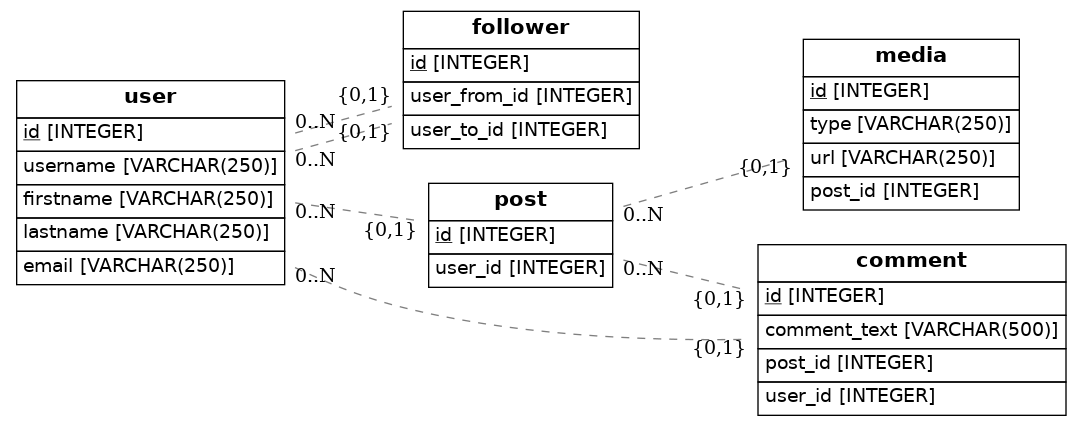 user
id [INTEGER]
username [VARCHAR(250)]
firstname [VARCHAR(250)]
lastname [VARCHAR(250)]
email [VARCHAR(250)]
0..N
{0,1}
0..N
{0,1}
0..N
{0,1}
0..N
{0,1}
follower
id [INTEGER]
user_from_id [INTEGER]
user_to_id [INTEGER]
post
id [INTEGER]
user_id [INTEGER]
0..N
{0,1}
0..N
{0,1}
media
id [INTEGER]
type [VARCHAR(250)]
url [VARCHAR(250)]
post_id [INTEGER]
comment
id [INTEGER]
comment_text [VARCHAR(500)]
post_id [INTEGER]
user_id [INTEGER]